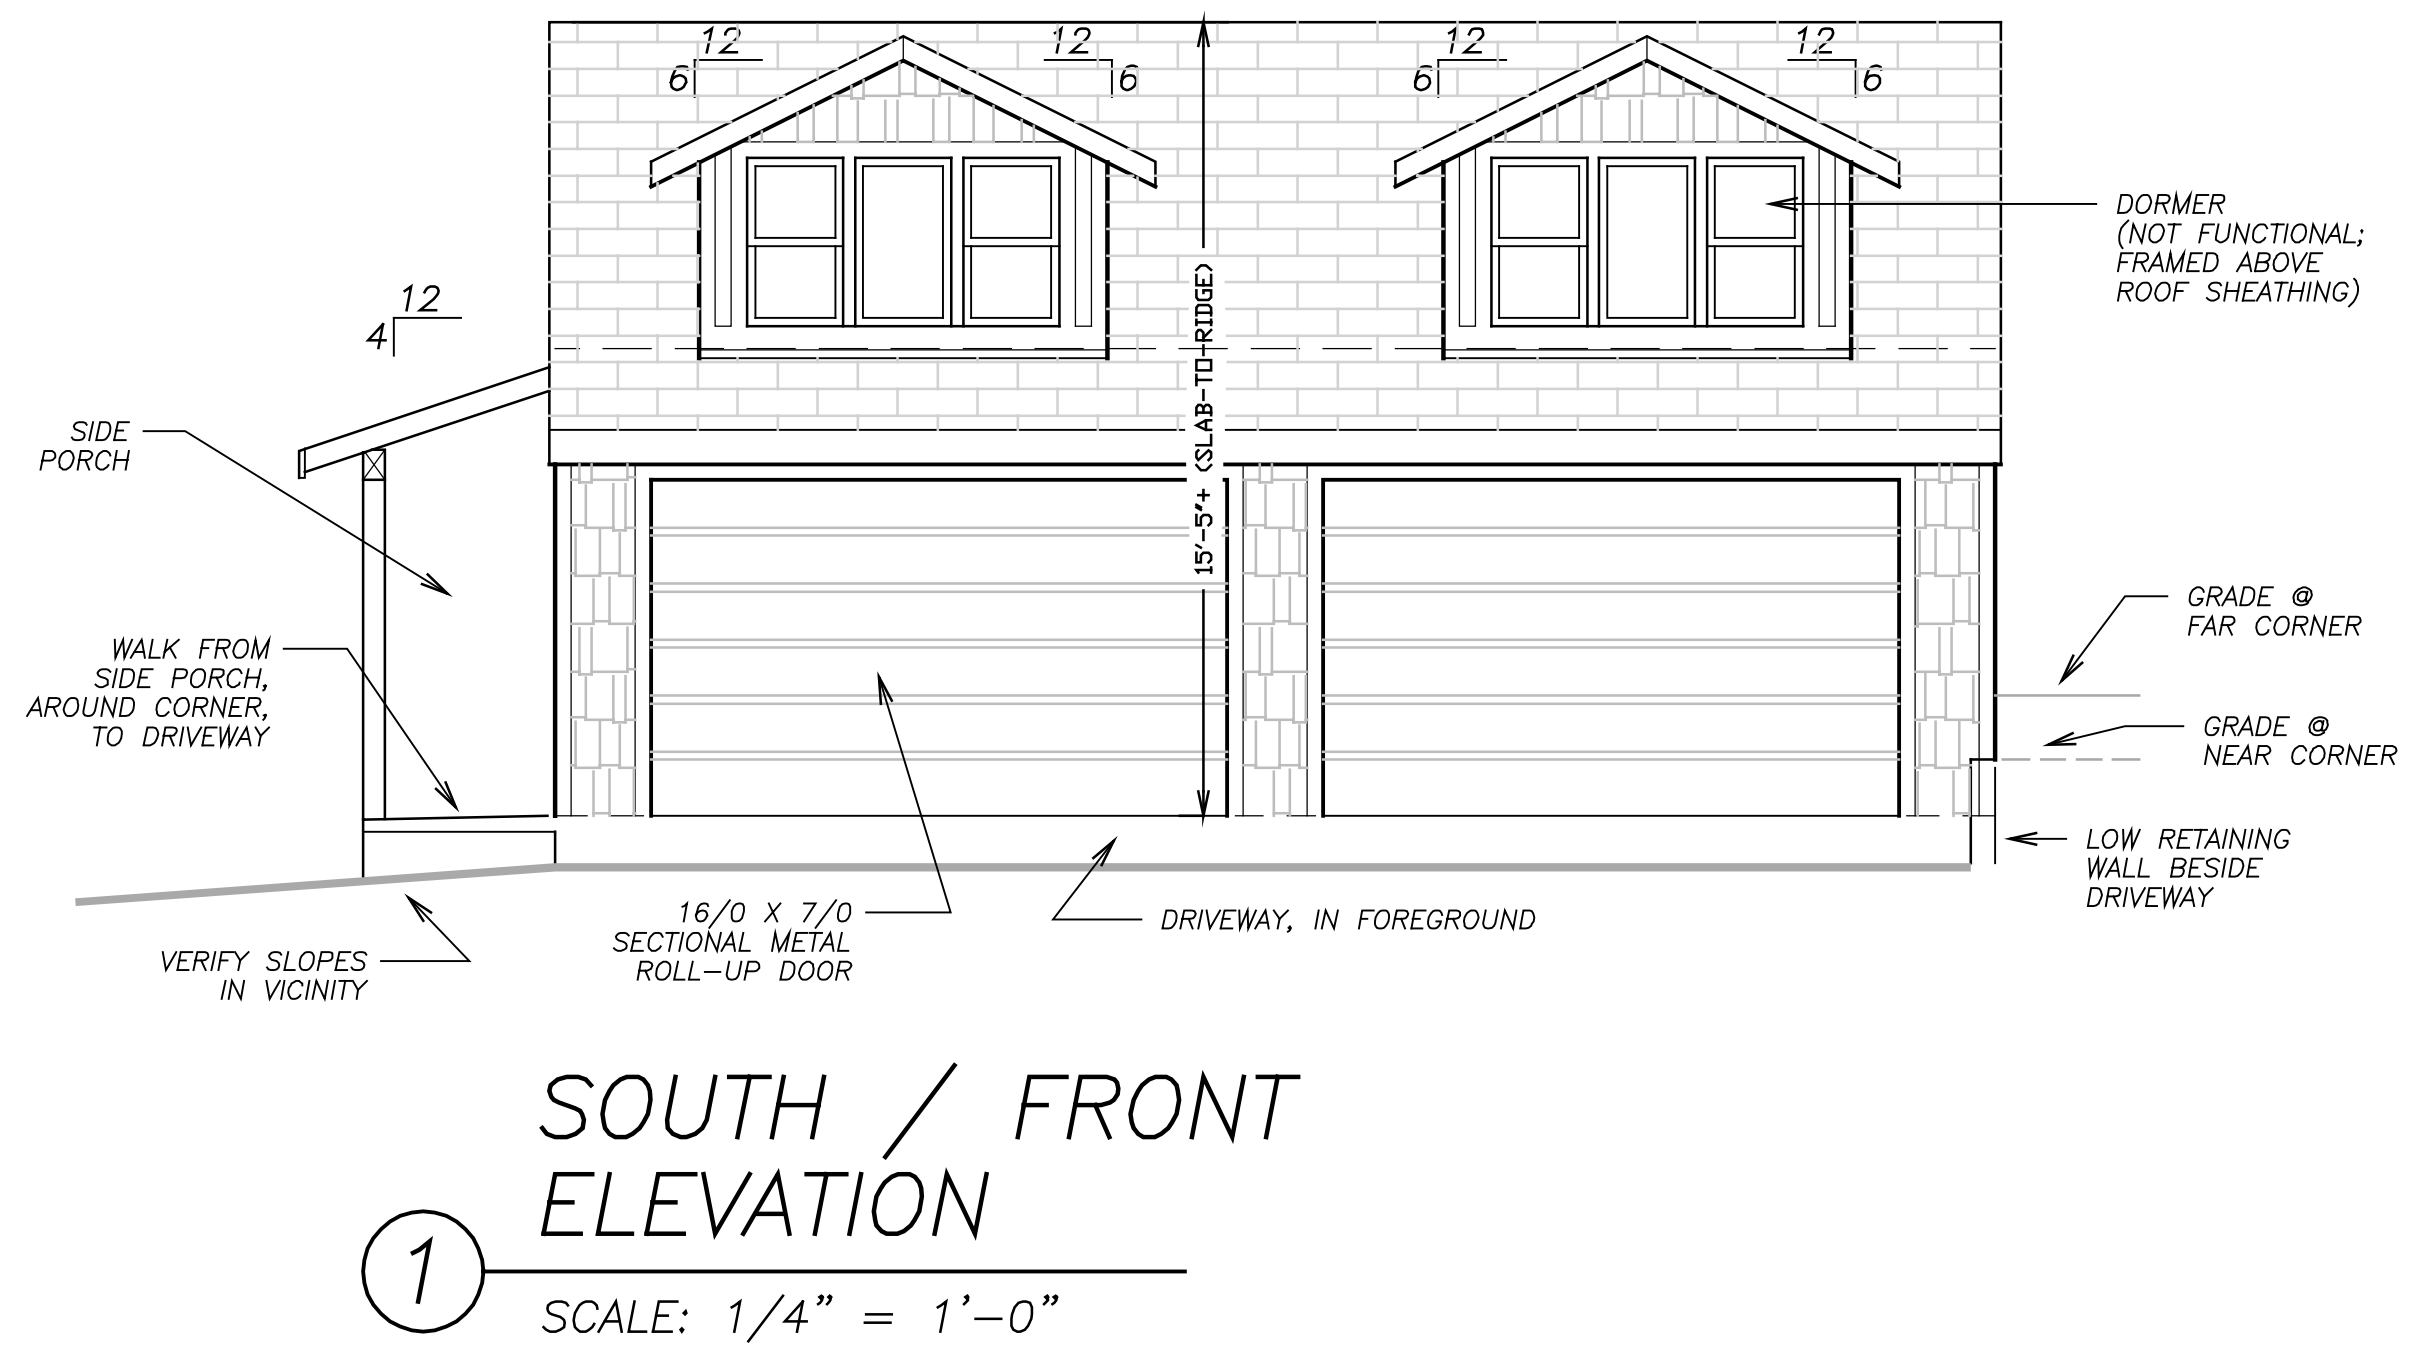 12
12
12
12
6
6
6
6
DORMER
(NOT FUNCTIONAL;
FRAMED ABOVE
ROOF SHEATHING)
15'-5"+ (SLAB-TO-RIDGE)
12
4
SIDE
PORCH
WALK FROM
SIDE PORCH,
AROUND CORNER,
TO DRIVEWAY
GRADE @
FAR CORNER
GRADE @
NEAR CORNER
LOW RETAINING
WALL BESIDE
DRIVEWAY
16/0 X 7/0
SECTIONAL METAL
ROLL-UP DOOR
DRIVEWAY, IN FOREGROUND
VERIFY SLOPES
IN VICINITY
SOUTH / FRONT
ELEVATION
1
SCALE: 1/4" = 1'-0"